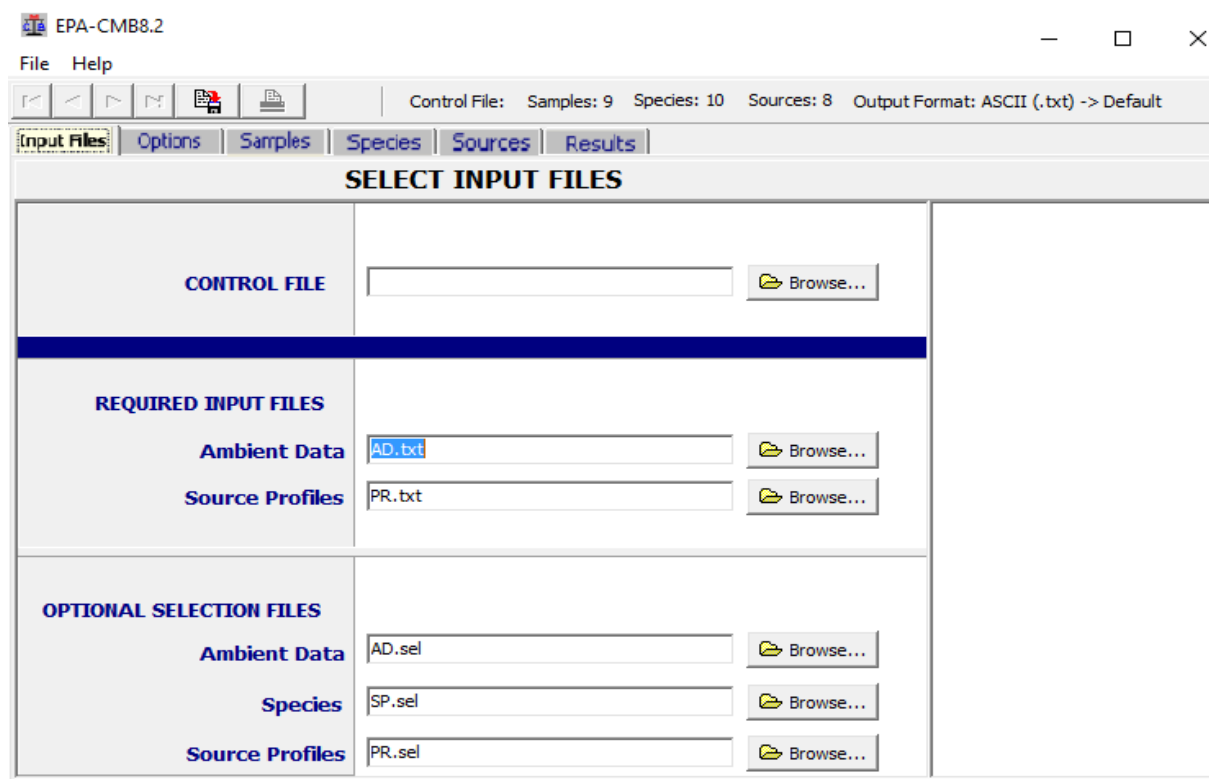 EPA-CMB8.2
File Help
Control File: Samples: 9 Species: 10 Sources: 8 Output Format: ASCII (.txt) -> Default
Input Files Options Samples Species Sources Results
SELECT INPUT FILES
CONTROL FILE Browse...
REQUIRED INPUT FILES
Ambient Data AD.txt Browse...
Source Profiles PR.txt Browse...
OPTIONAL SELECTION FILES
Ambient Data AD.sel Browse...
Species SP.sel Browse...
Source Profiles PR.sel Browse...